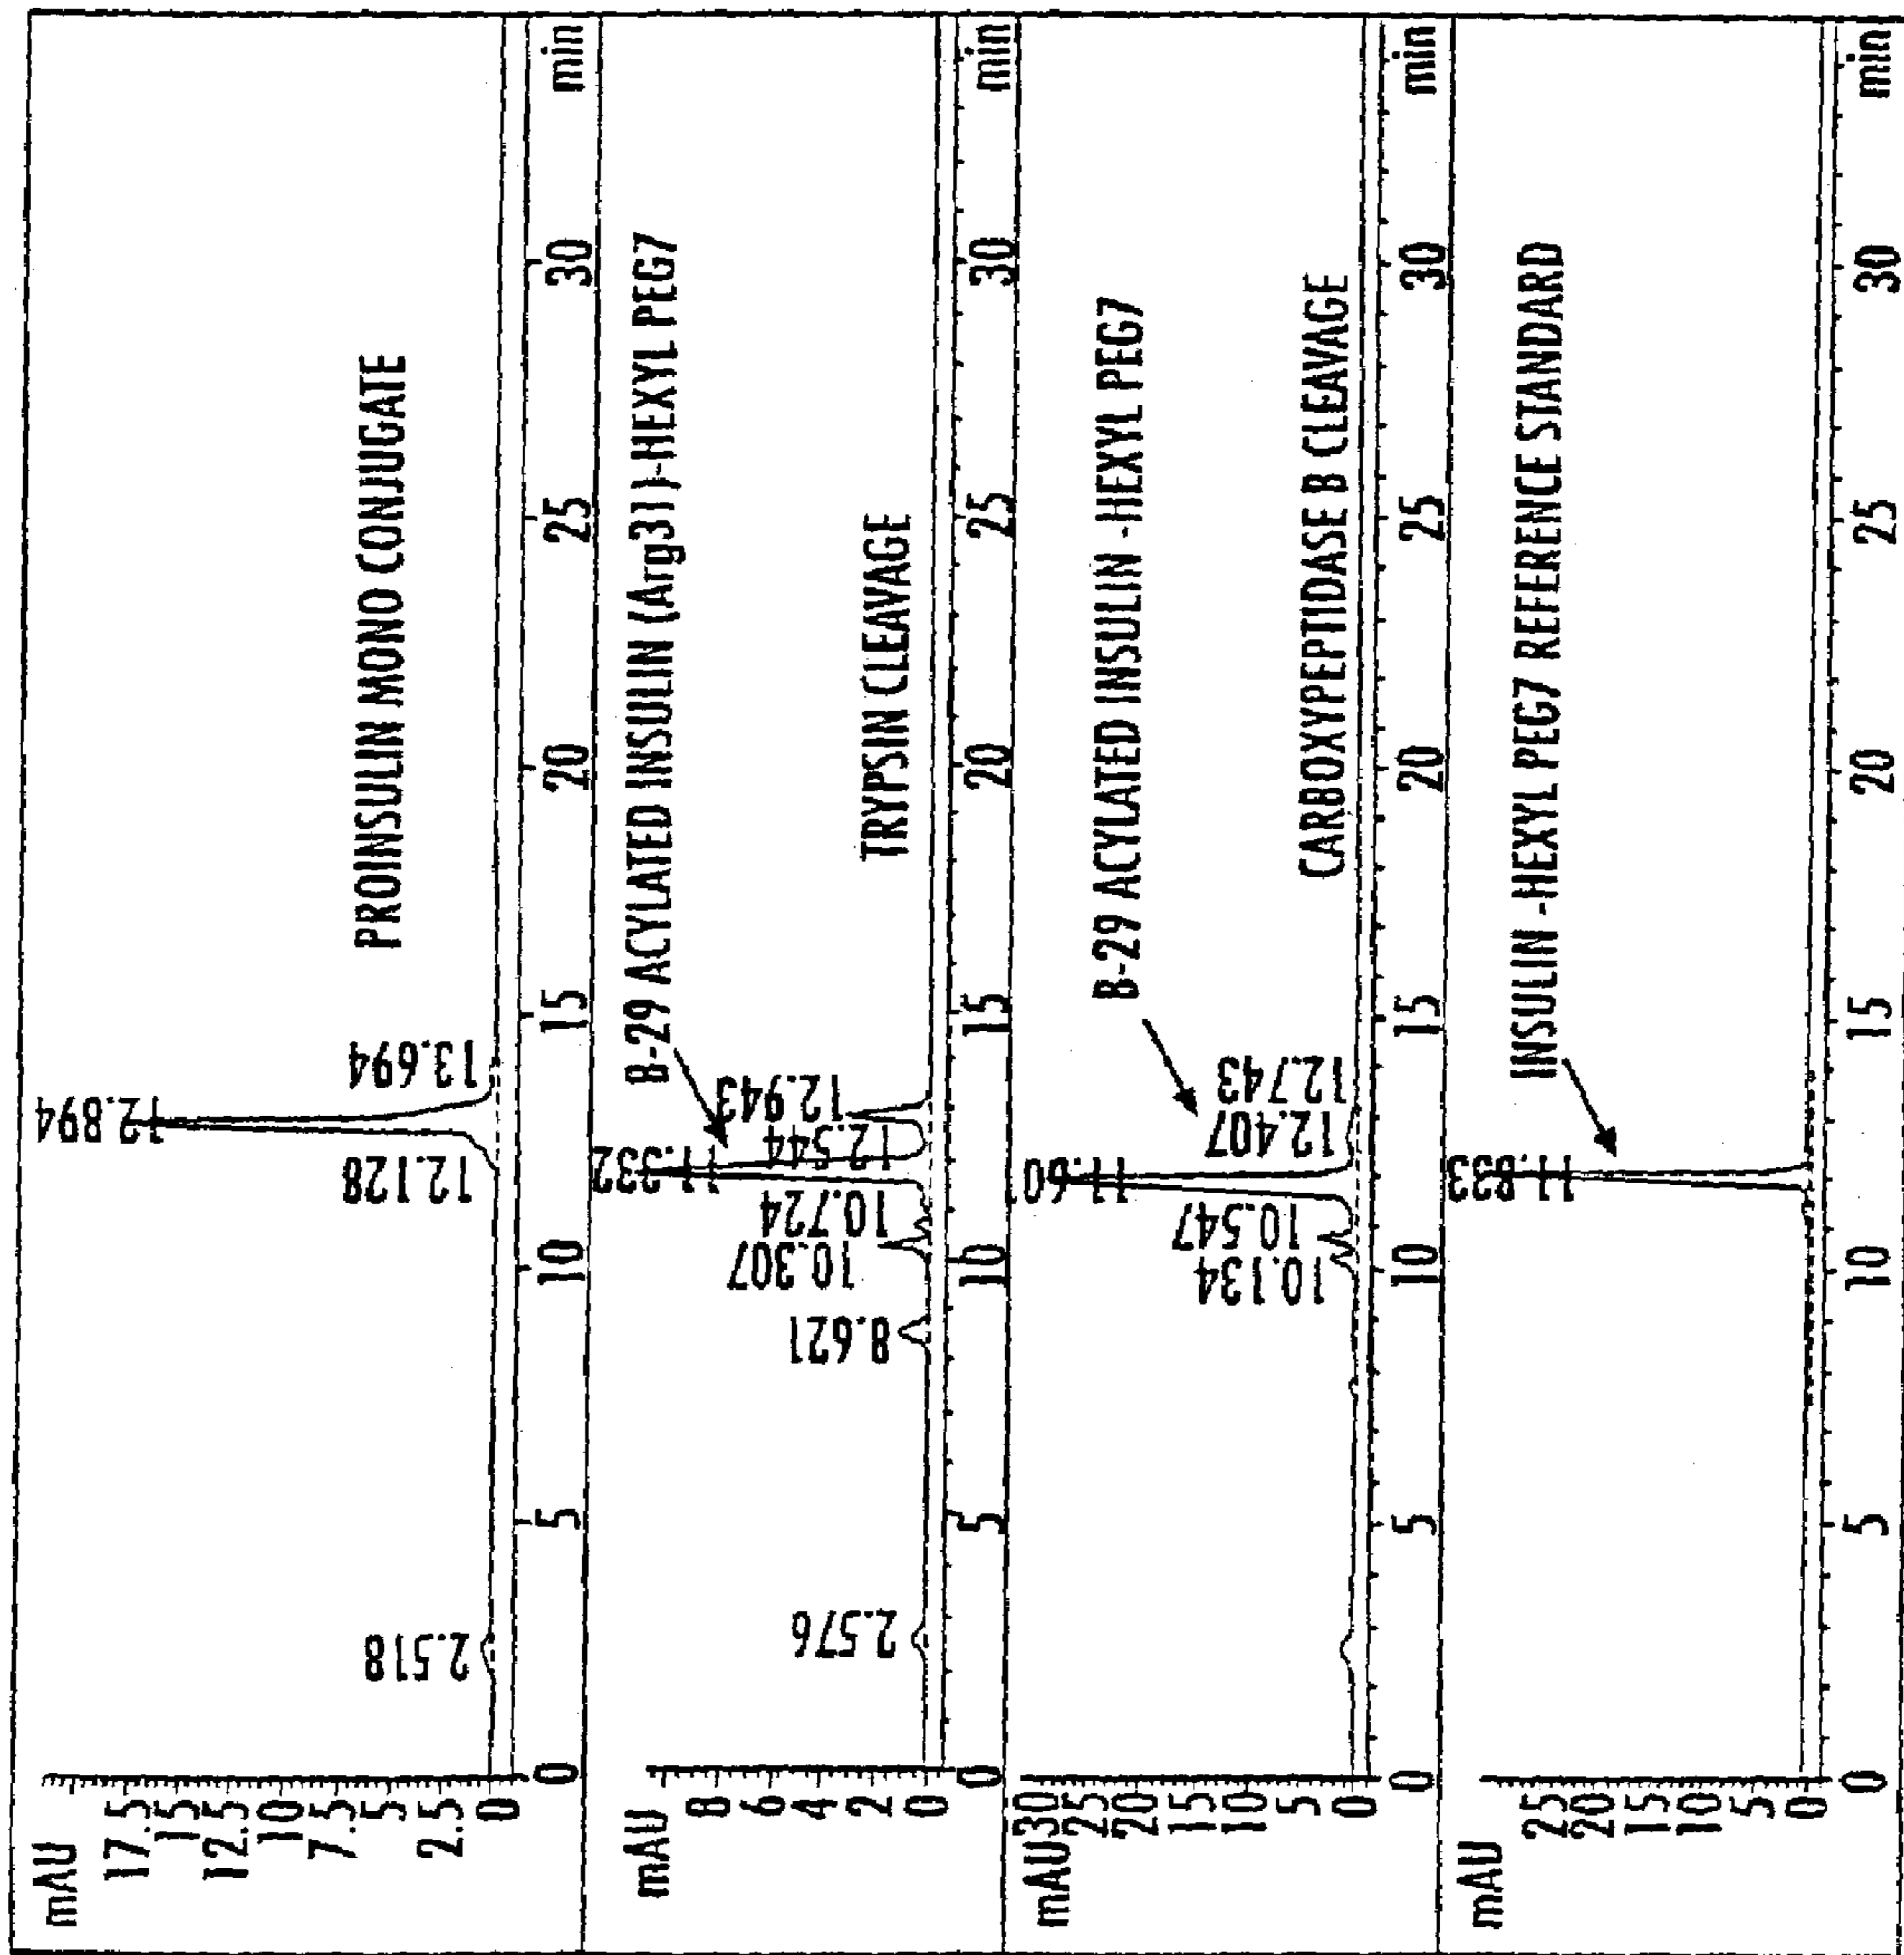 mAU
17.5
15
12.5
10
7.5
5
2.5
0
2.518
12.128
12.894
13.694
PROINSULIN MONO CONJUGATE
0 5 10 15 20 25 30 min
mAU
8
6
4
2
0
B-29 ACYLATED INSULIN (Arg31)-HEXYL PEG7
2.576
8.621
10.307
10.724
12.544
12.943
TRYPSIN CLEAVAGE
0 5 10 15 20 25 30 min
mAU
30
25
20
15
10
5
0
B-29 ACYLATED INSULIN -HEXYL PEG7
10.134
10.547
12.407
12.743
CARBOXYPEPTIDASE B CLEAVAGE
0 5 10 15 20 25 30 min
mAU
25
20
15
10
5
0
11.833
INSULIN -HEXYL PEG7 REFERENCE STANDARD
0 5 10 15 20 25 30 min